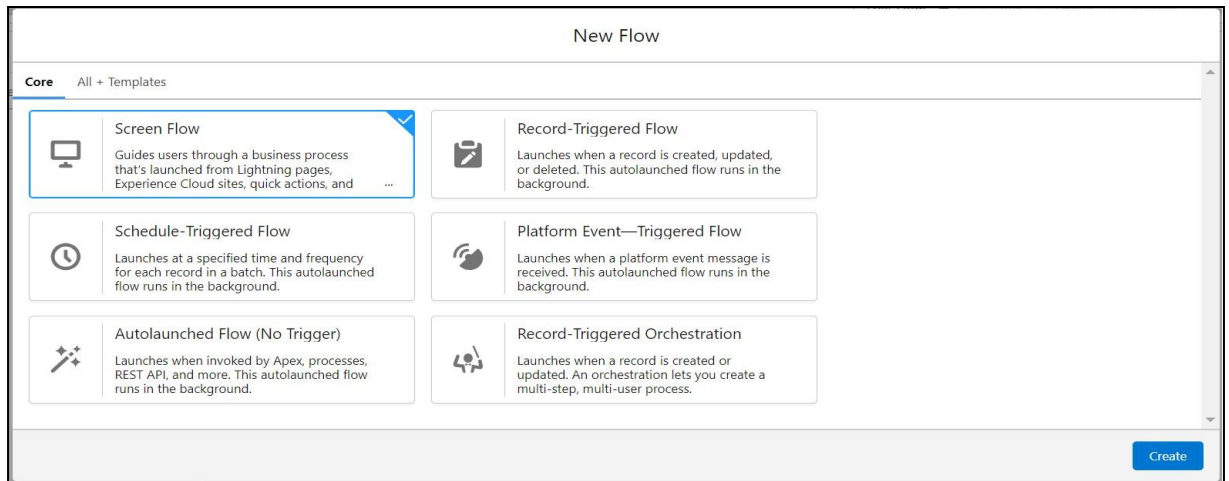 New Flow
Core All + Templates
Screen Flow
Guides users through a business process
that's launched from Lightning pages,
Experience Cloud sites, quick actions, and ...
Record-Triggered Flow
Launches when a record is created, updated,
or deleted. This autolaunched flow runs in the
background.
Schedule-Triggered Flow
Launches at a specified time and frequency
for each record in a batch. This autolaunched
flow runs in the background.
Platform Event—Triggered Flow
Launches when a platform event message is
received. This autolaunched flow runs in the
background.
Autolaunched Flow (No Trigger)
Launches when invoked by Apex, processes,
REST API, and more. This autolaunched flow
runs in the background.
Record-Triggered Orchestration
Launches when a record is created or
updated. An orchestration lets you create a
multi-step, multi-user process.
Create